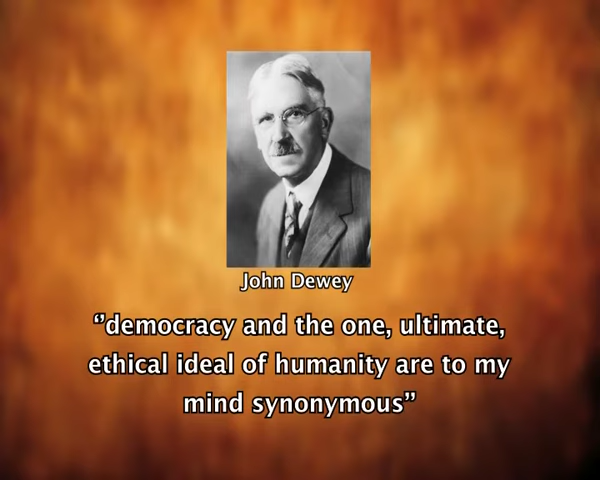 John Dewey
‘’democracy and the one, ultimate,
ethical ideal of humanity are to my
mind synonymous”